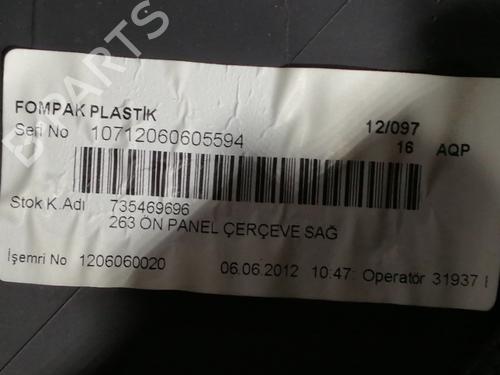 B-PARTS
FOMPAK PLASTİK
Seri No 10712060605594 12/097
16 AQP
Stok K.Adı 735469696
263 ÖN PANEL ÇERÇEVE SAĞ
İşemri No 1206060020 06.06.2012 10:47: Operatör 31937